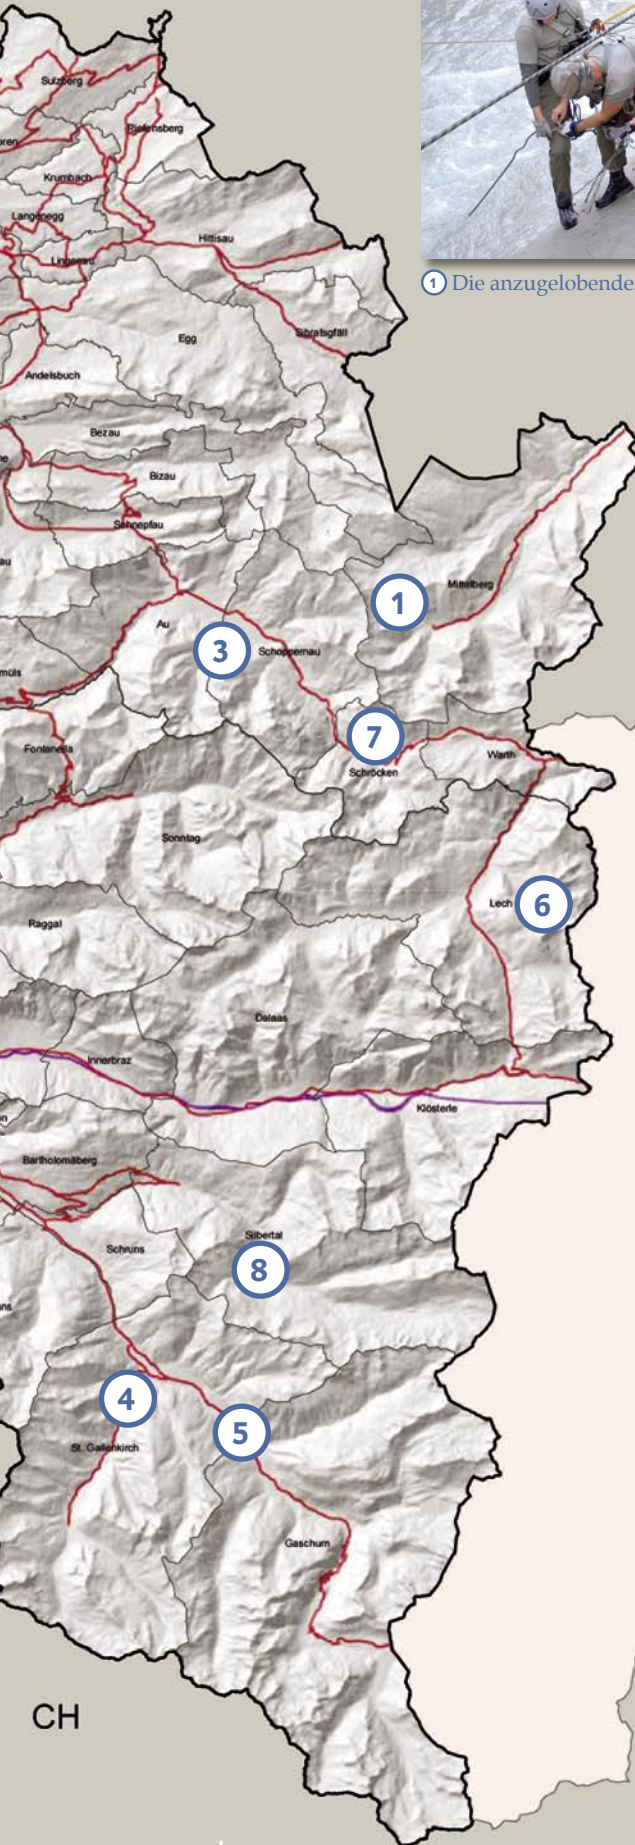 Sulzberg
Riefensberg
Krumbach
Langenegg
Hittisau
Lingenau
① Die anzugelobende
Sibratsgfäll
Egg
Andelsbuch
Bezau
Bizau
Schnepfau
Mittelberg
1
Au
3
Schoppernau
Fontanella
7
Schröcken
Warth
Sonntag
Lech
6
Raggal
Dalaas
Innerbraz
Klösterle
Bartholomäberg
Silbertal
Schruns
8
4
5
St. Gallenkirch
Gaschurn
CH